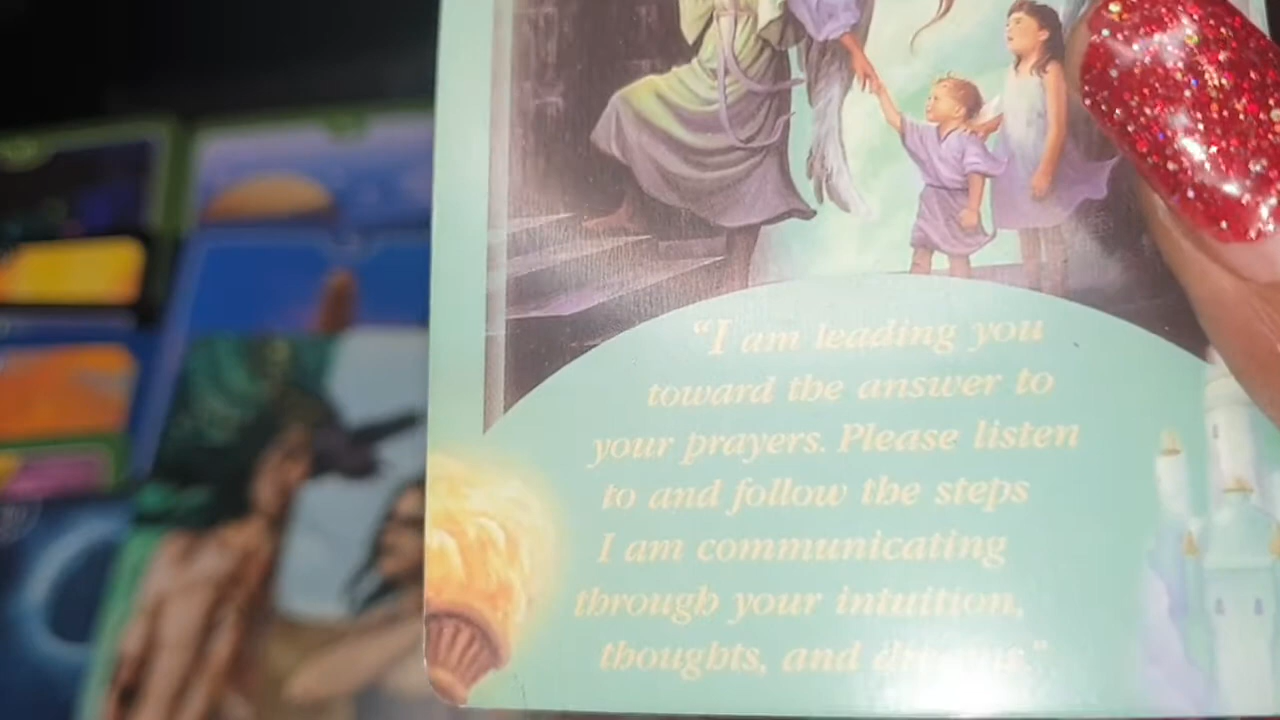 "I am leading you
toward the answer to
your prayers. Please listen
to and follow the steps
I am communicating
through your intuition,
thoughts, and dreams."